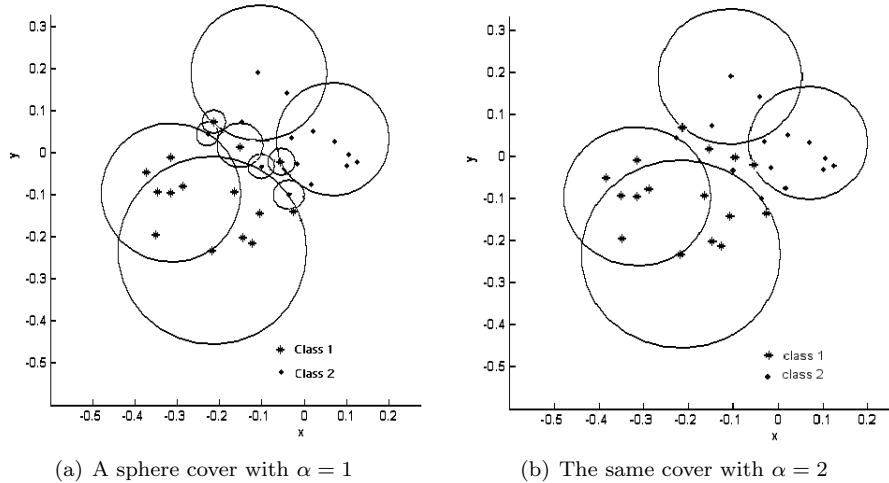 0.3
0.2
0.1
0
-0.1
-0.2
-0.3
-0.4
-0.5
y
-0.5 -0.4 -0.3 -0.2 -0.1 0 0.1 0.2
x
Class 1
Class 2
(a) A sphere cover with α = 1
0.3
0.2
0.1
0
-0.1
-0.2
-0.3
-0.4
-0.5
y
-0.5 -0.4 -0.3 -0.2 -0.1 0 0.1 0.2
x
class 1
class 2
(b) The same cover with α = 2